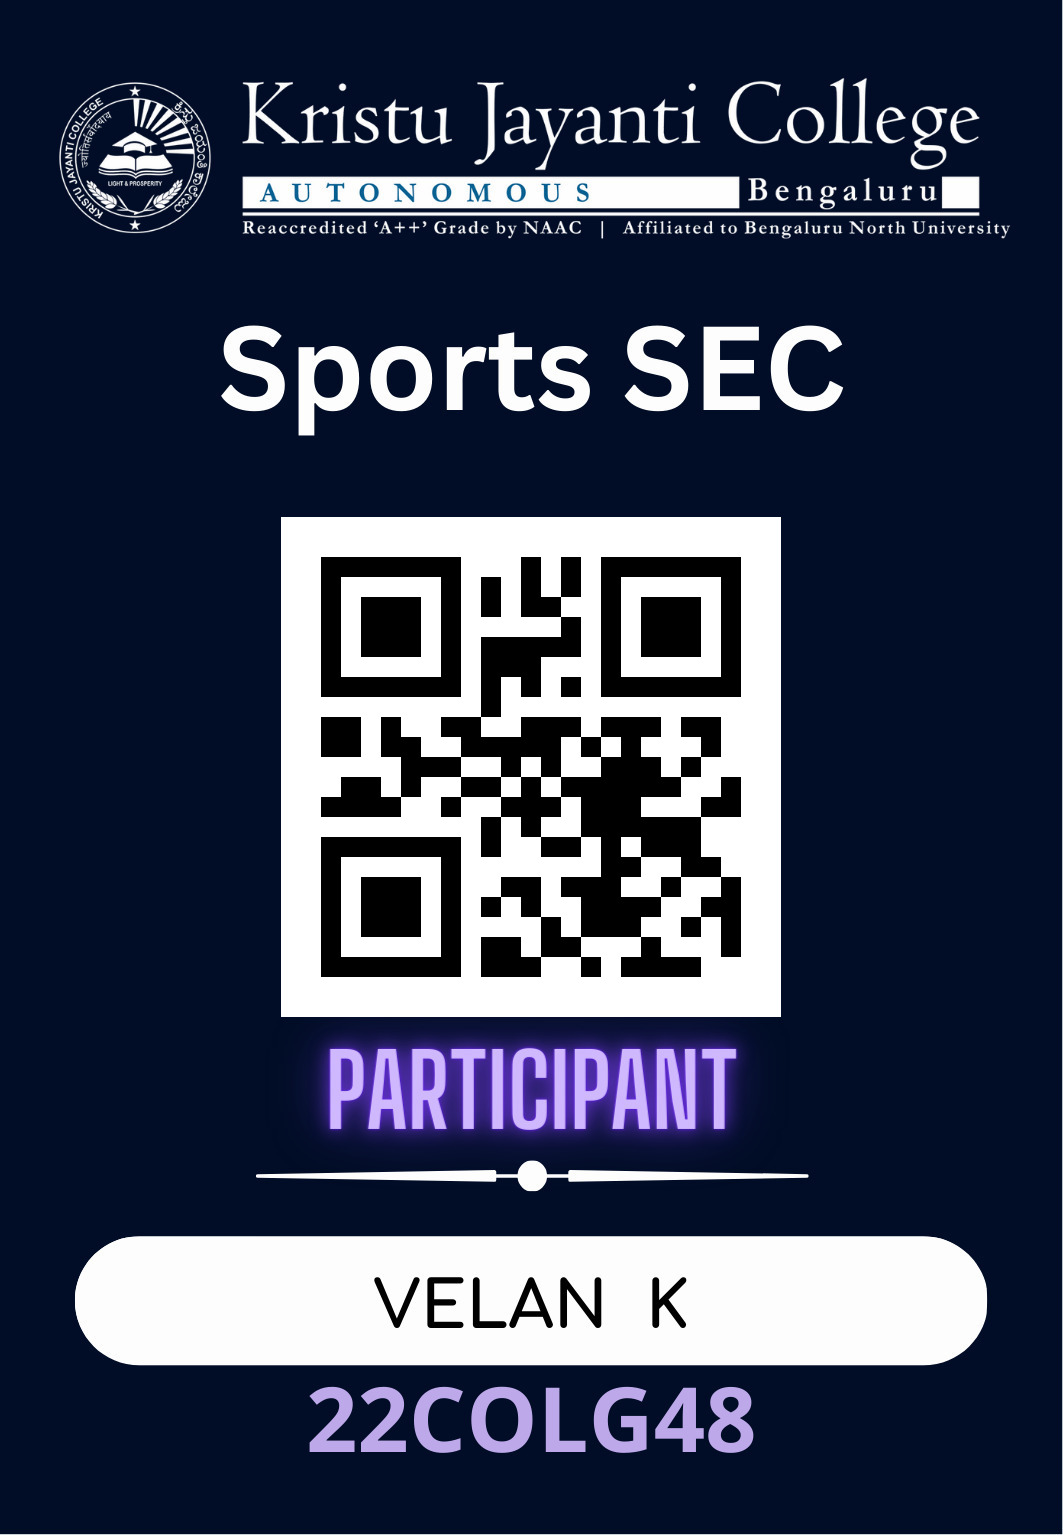 KRISTU JAYANTI COLLEGE
LIGHT & PROSPERITY
Kristu Jayanti College
AUTONOMOUS Bengaluru
Reaccredited ‘A++’ Grade by NAAC | Affiliated to Bengaluru North University
Sports SEC
PARTICIPANT
VELAN K
22COLG48